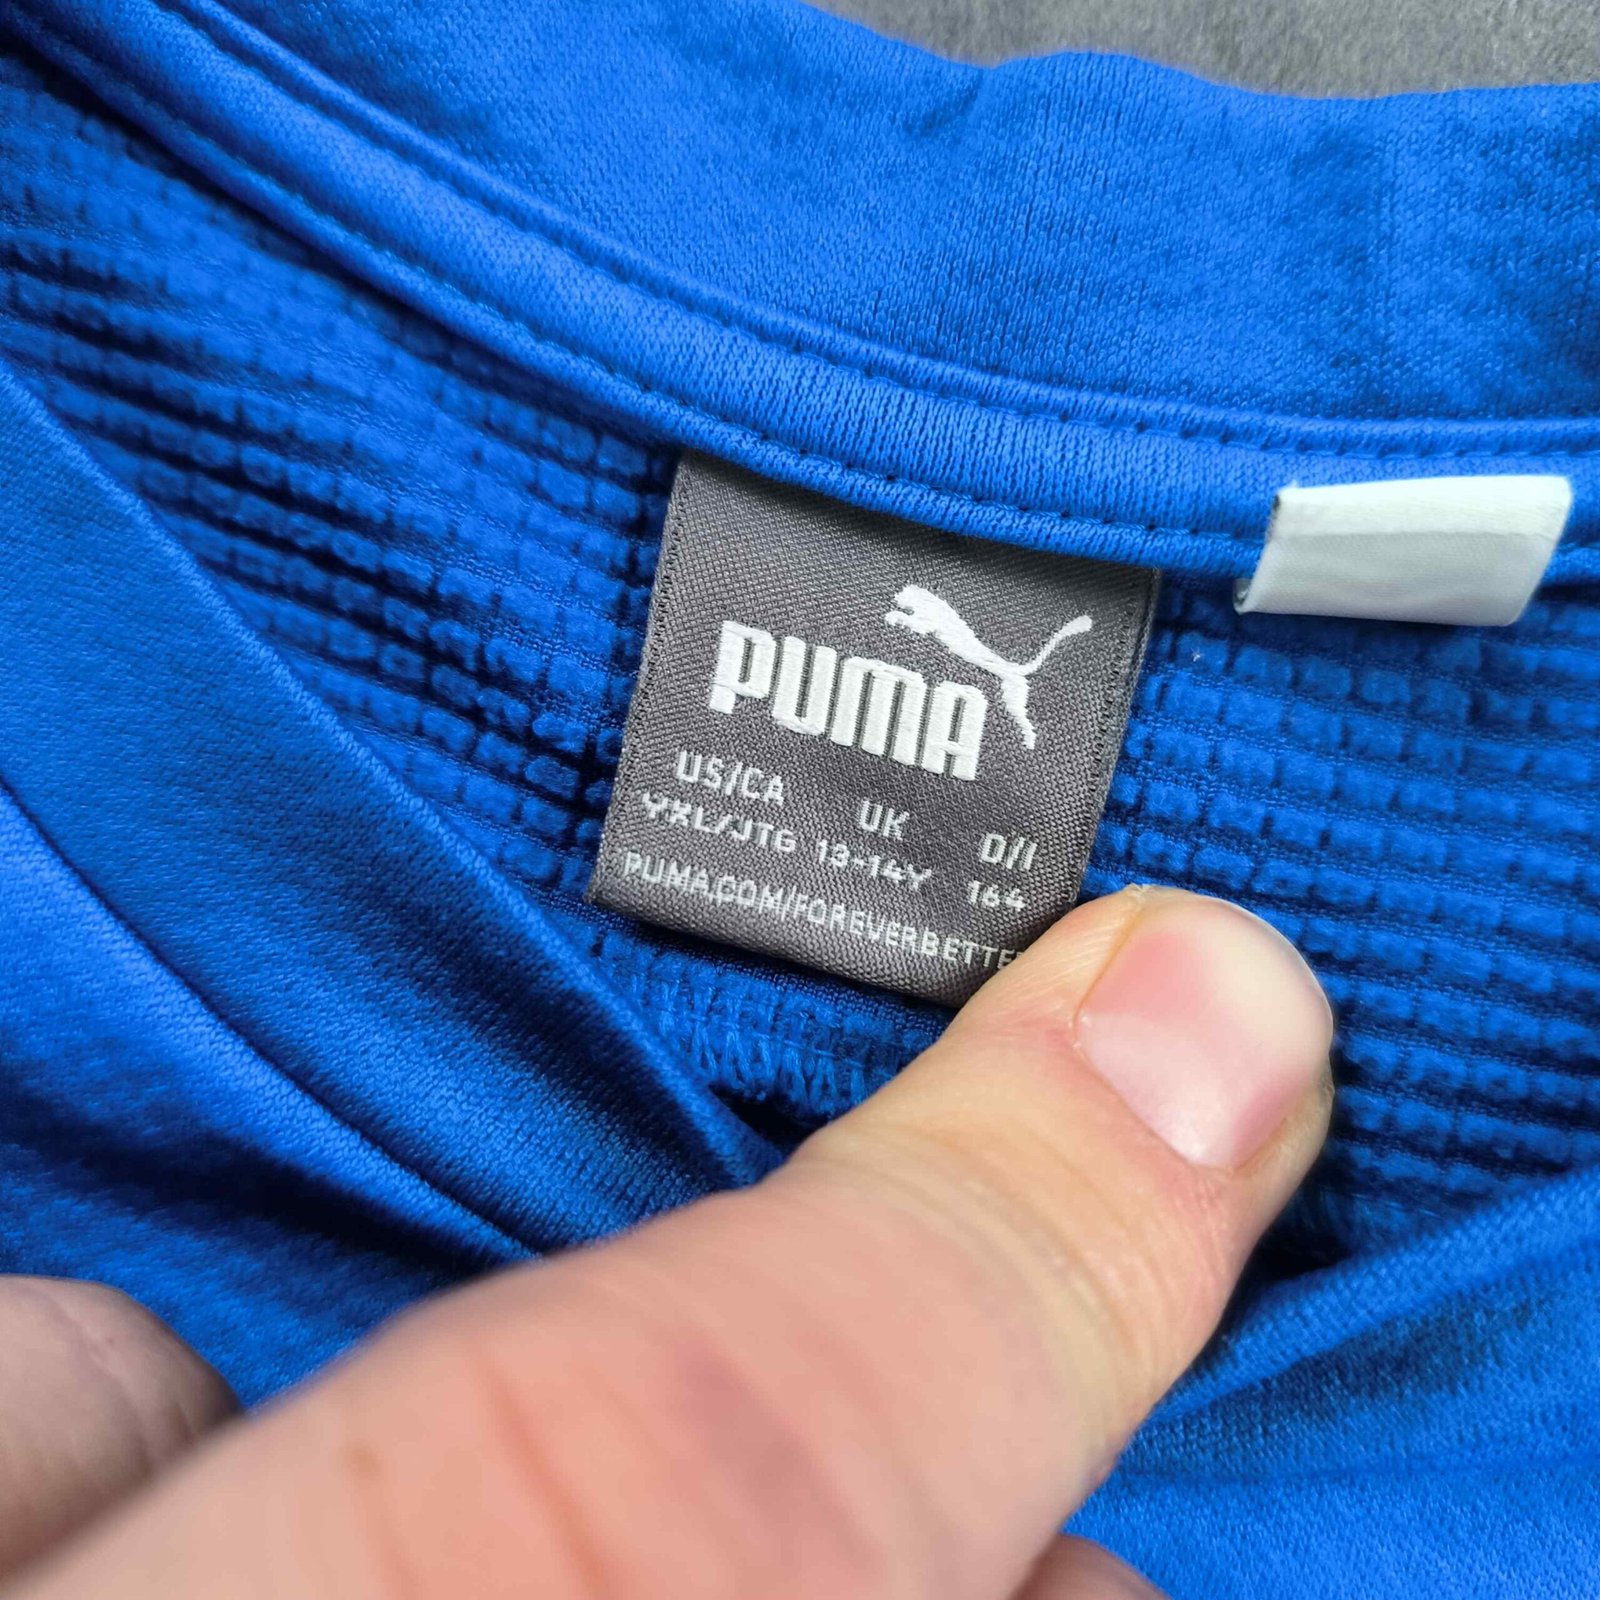 PUMA
US/CA UK D/I
YXL/JTG 13-14Y 164
PUMA.COM/FOREVERBETTE